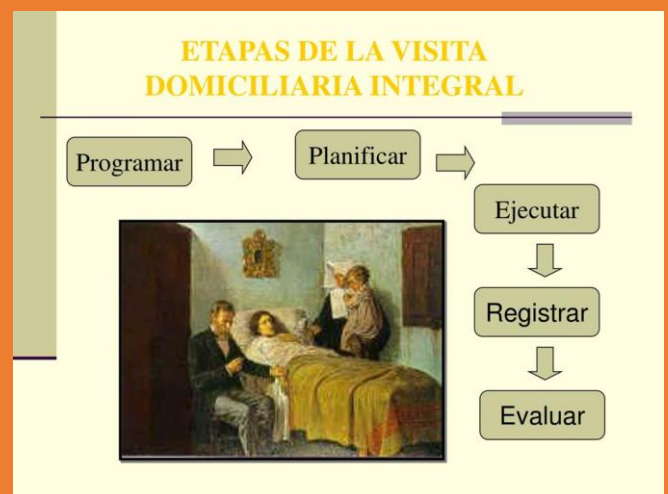 ETAPAS DE LA VISITA
DOMICILIARIA INTEGRAL
Programar
Planificar
Ejecutar
Registrar
Evaluar